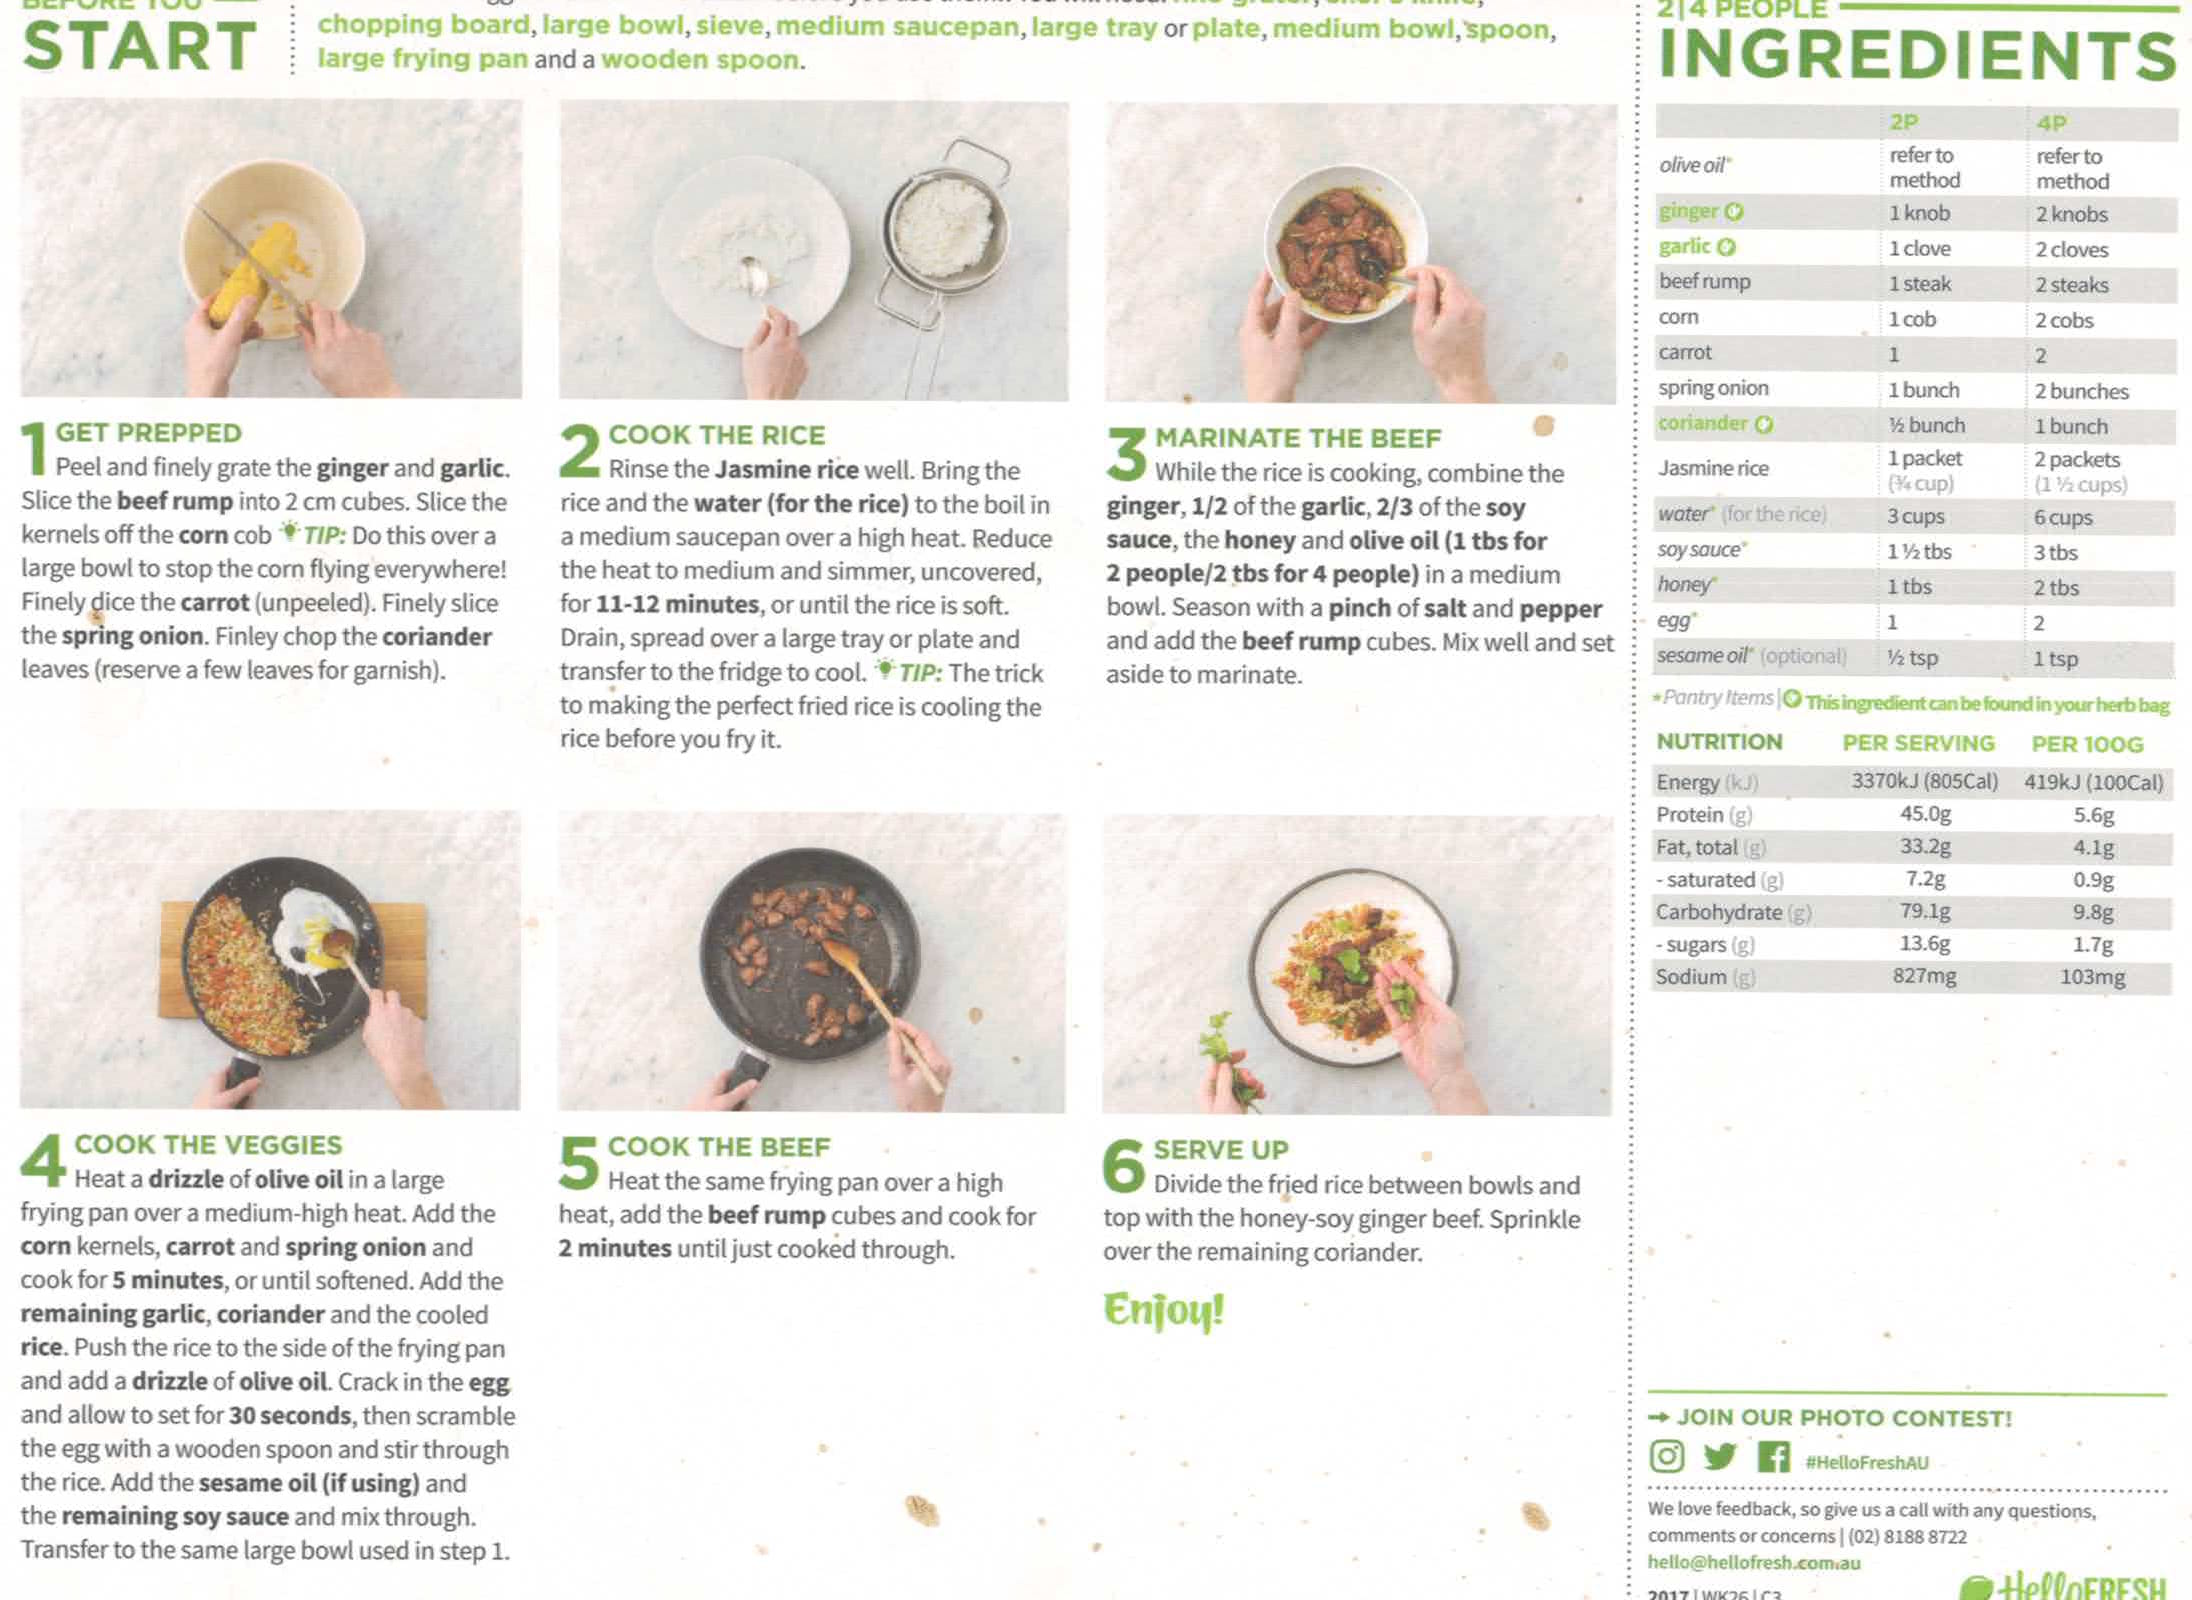 START
chopping board, large bowl, sieve, medium saucepan, large tray or plate, medium bowl, spoon,
large frying pan and a wooden spoon.
1 GET PREPPED
Peel and finely grate the ginger and garlic.
Slice the beef rump into 2 cm cubes. Slice the
kernels off the corn cob TIP: Do this over a
large bowl to stop the corn flying everywhere!
Finely dice the carrot (unpeeled). Finely slice
the spring onion. Finley chop the coriander
leaves (reserve a few leaves for garnish).
2 COOK THE RICE
Rinse the Jasmine rice well. Bring the
rice and the water (for the rice) to the boil in
a medium saucepan over a high heat. Reduce
the heat to medium and simmer, uncovered,
for 11-12 minutes, or until the rice is soft.
Drain, spread over a large tray or plate and
transfer to the fridge to cool. TIP: The trick
to making the perfect fried rice is cooling the
rice before you fry it.
3 MARINATE THE BEEF
While the rice is cooking, combine the
ginger, 1/2 of the garlic, 2/3 of the soy
sauce, the honey and olive oil (1 tbs for
2 people/2 tbs for 4 people) in a medium
bowl. Season with a pinch of salt and pepper
and add the beef rump cubes. Mix well and set
aside to marinate.
4 COOK THE VEGGIES
Heat a drizzle of olive oil in a large
frying pan over a medium-high heat. Add the
corn kernels, carrot and spring onion and
cook for 5 minutes, or until softened. Add the
remaining garlic, coriander and the cooled
rice. Push the rice to the side of the frying pan
and add a drizzle of olive oil. Crack in the egg
and allow to set for 30 seconds, then scramble
the egg with a wooden spoon and stir through
the rice. Add the sesame oil (if using) and
the remaining soy sauce and mix through.
Transfer to the same large bowl used in step 1.
5 COOK THE BEEF
Heat the same frying pan over a high
heat, add the beef rump cubes and cook for
2 minutes until just cooked through.
6 SERVE UP
Divide the fried rice between bowls and
top with the honey-soy ginger beef. Sprinkle
over the remaining coriander.
Enjoy!
2|4 PEOPLE
INGREDIENTS
2P 4P
olive oil* refer to method refer to method
ginger 1 knob 2 knobs
garlic 1 clove 2 cloves
beef rump 1 steak 2 steaks
corn 1 cob 2 cobs
carrot 1 2
spring onion 1 bunch 2 bunches
coriander ½ bunch 1 bunch
Jasmine rice 1 packet (¾ cup) 2 packets (1 ½ cups)
water* (for the rice) 3 cups 6 cups
soy sauce* 1 ½ tbs 3 tbs
honey* 1 tbs 2 tbs
egg* 1 2
sesame oil* (optional) ½ tsp 1 tsp
*Pantry Items | This ingredient can be found in your herb bag
NUTRITION PER SERVING PER 100G
Energy (kJ) 3370kJ (805Cal) 419kJ (100Cal)
Protein (g) 45.0g 5.6g
Fat, total (g) 33.2g 4.1g
- saturated (g) 7.2g 0.9g
Carbohydrate (g) 79.1g 9.8g
- sugars (g) 13.6g 1.7g
Sodium (g) 827mg 103mg
→ JOIN OUR PHOTO CONTEST!
#HelloFreshAU
We love feedback, so give us a call with any questions,
comments or concerns | (02) 8188 8722
hello@hellofresh.com.au
2017 | WK26 | C3
HelloFRESH